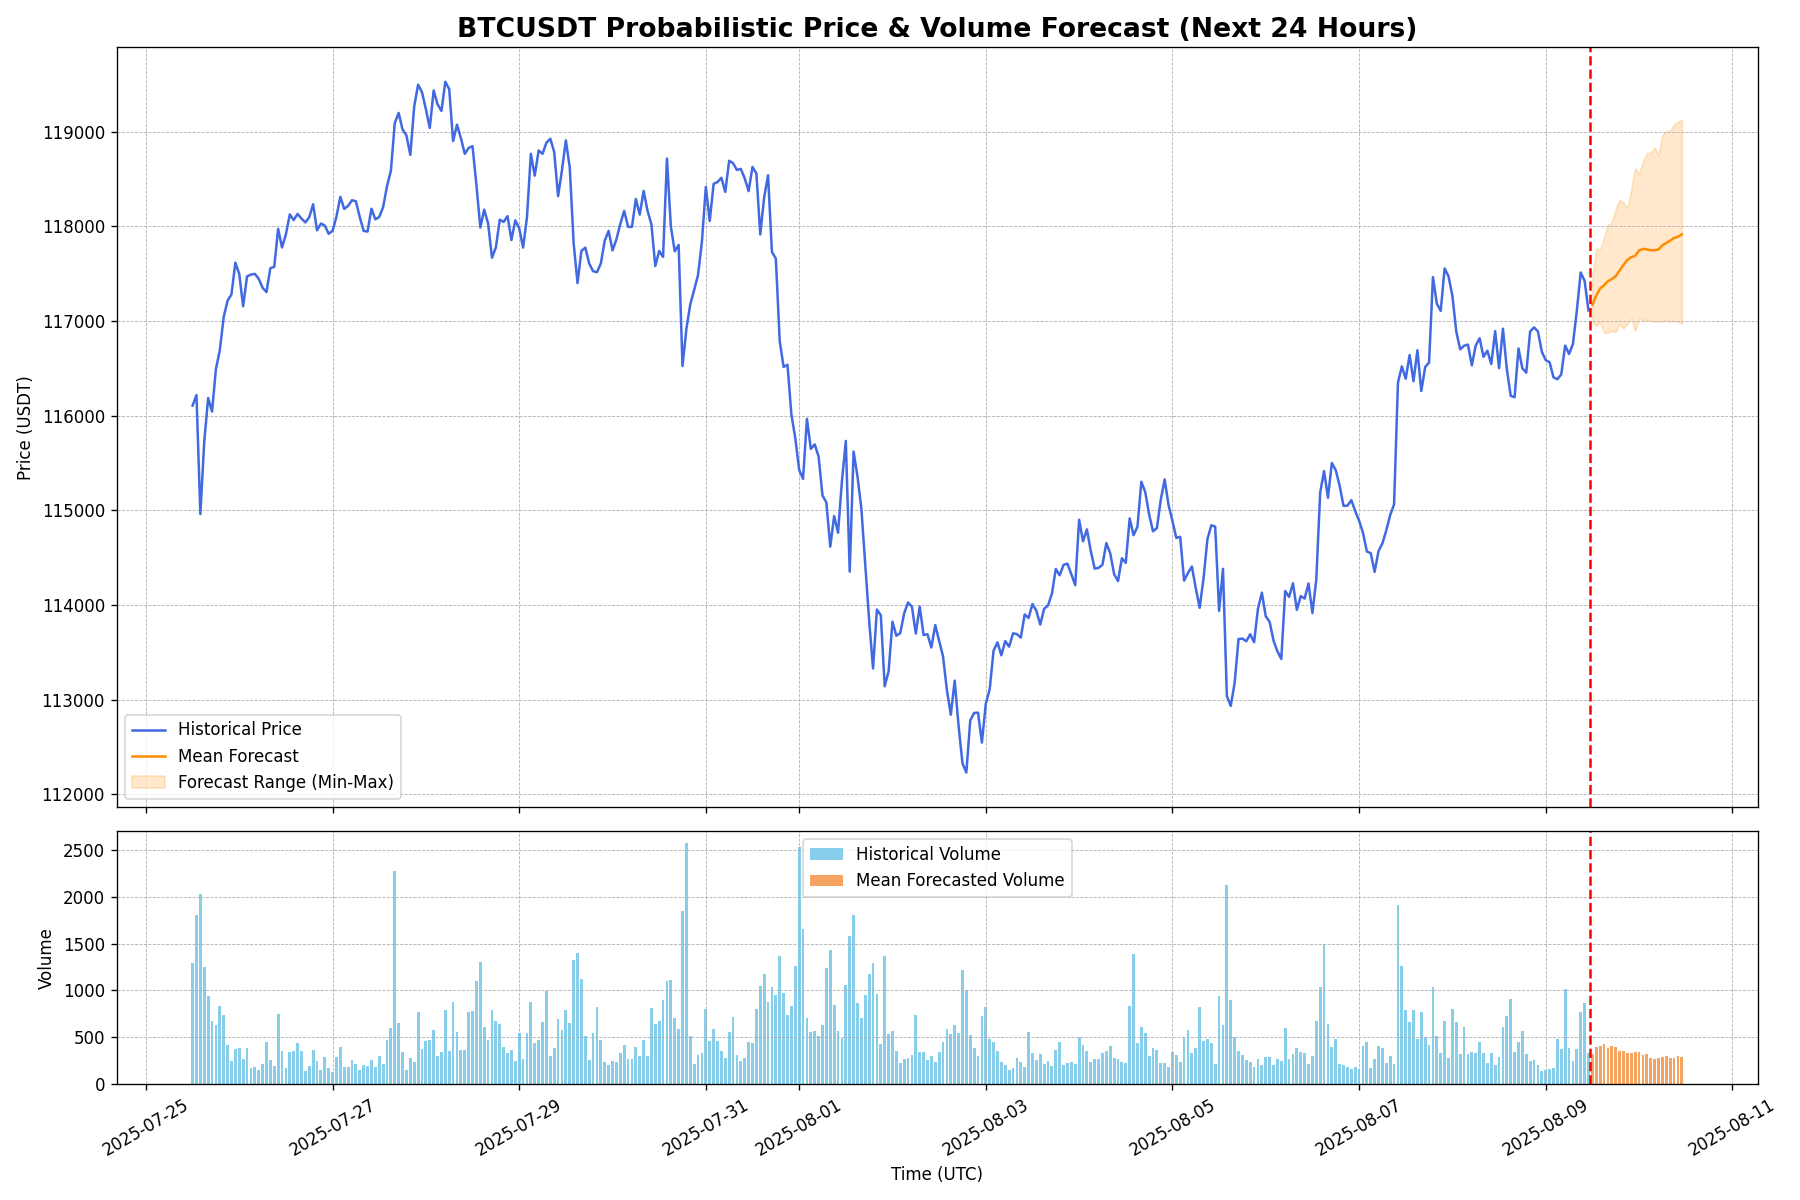 BTCUSDT Probabilistic Price & Volume Forecast (Next 24 Hours)
Price (USDT)
119000
118000
117000
116000
115000
114000
113000
112000
Historical Price
Mean Forecast
Forecast Range (Min-Max)
Volume
2500
2000
1500
1000
500
0
Historical Volume
Mean Forecasted Volume
2025-07-25
2025-07-27
2025-07-29
2025-07-31
2025-08-01
2025-08-03
2025-08-05
2025-08-07
2025-08-09
2025-08-11
Time (UTC)